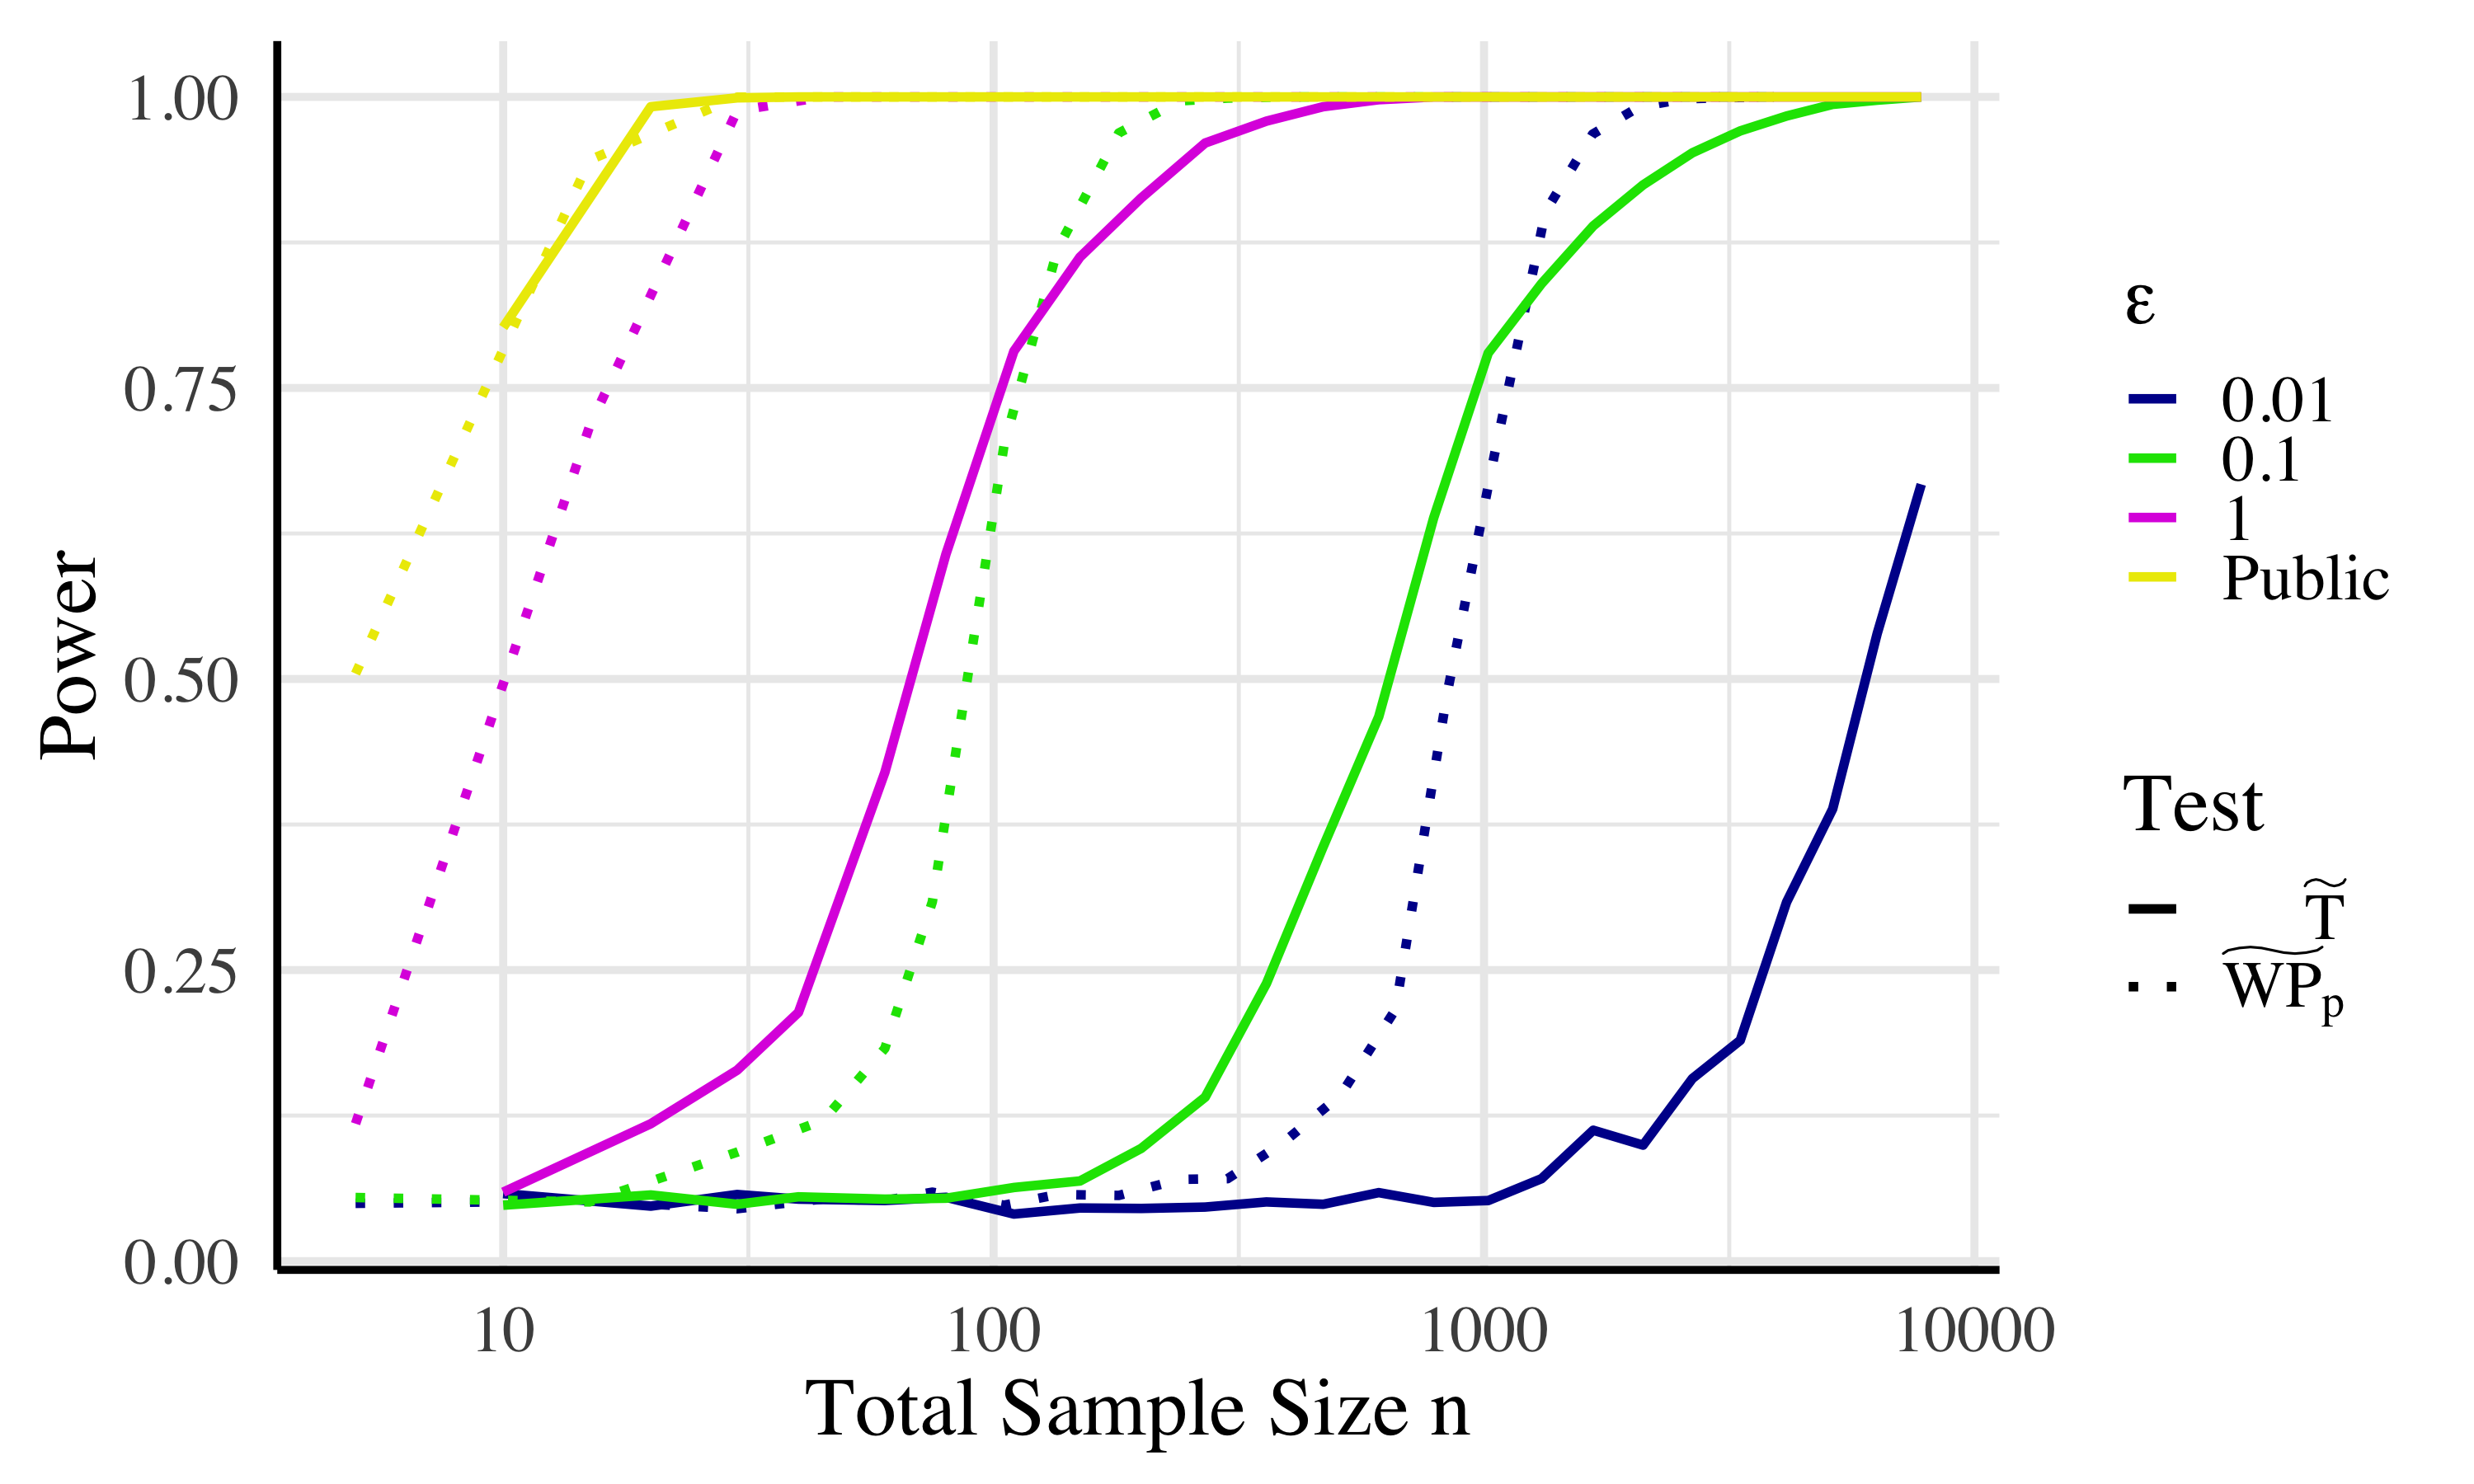 1.00
0.75
0.50
0.25
0.00
Power
10 100 1000 10000
Total Sample Size n
ε
0.01
0.1
1
Public
Test
T̃
W͠P̃ₚ